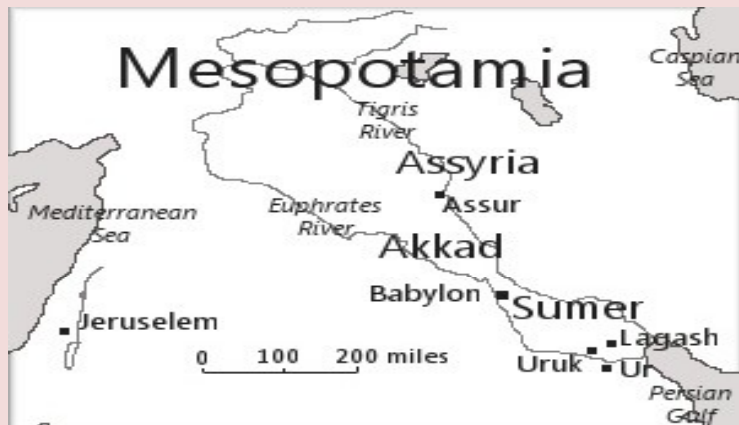 Mesopotamia
Caspian
Sea
Tigris
River
Assyria
Assur
Mediterranean
Sea
Euphrates
River
Akkad
Babylon
Sumer
Jeruselem
Lagash
0 100 200 miles
Uruk
Ur
Persian
Gulf